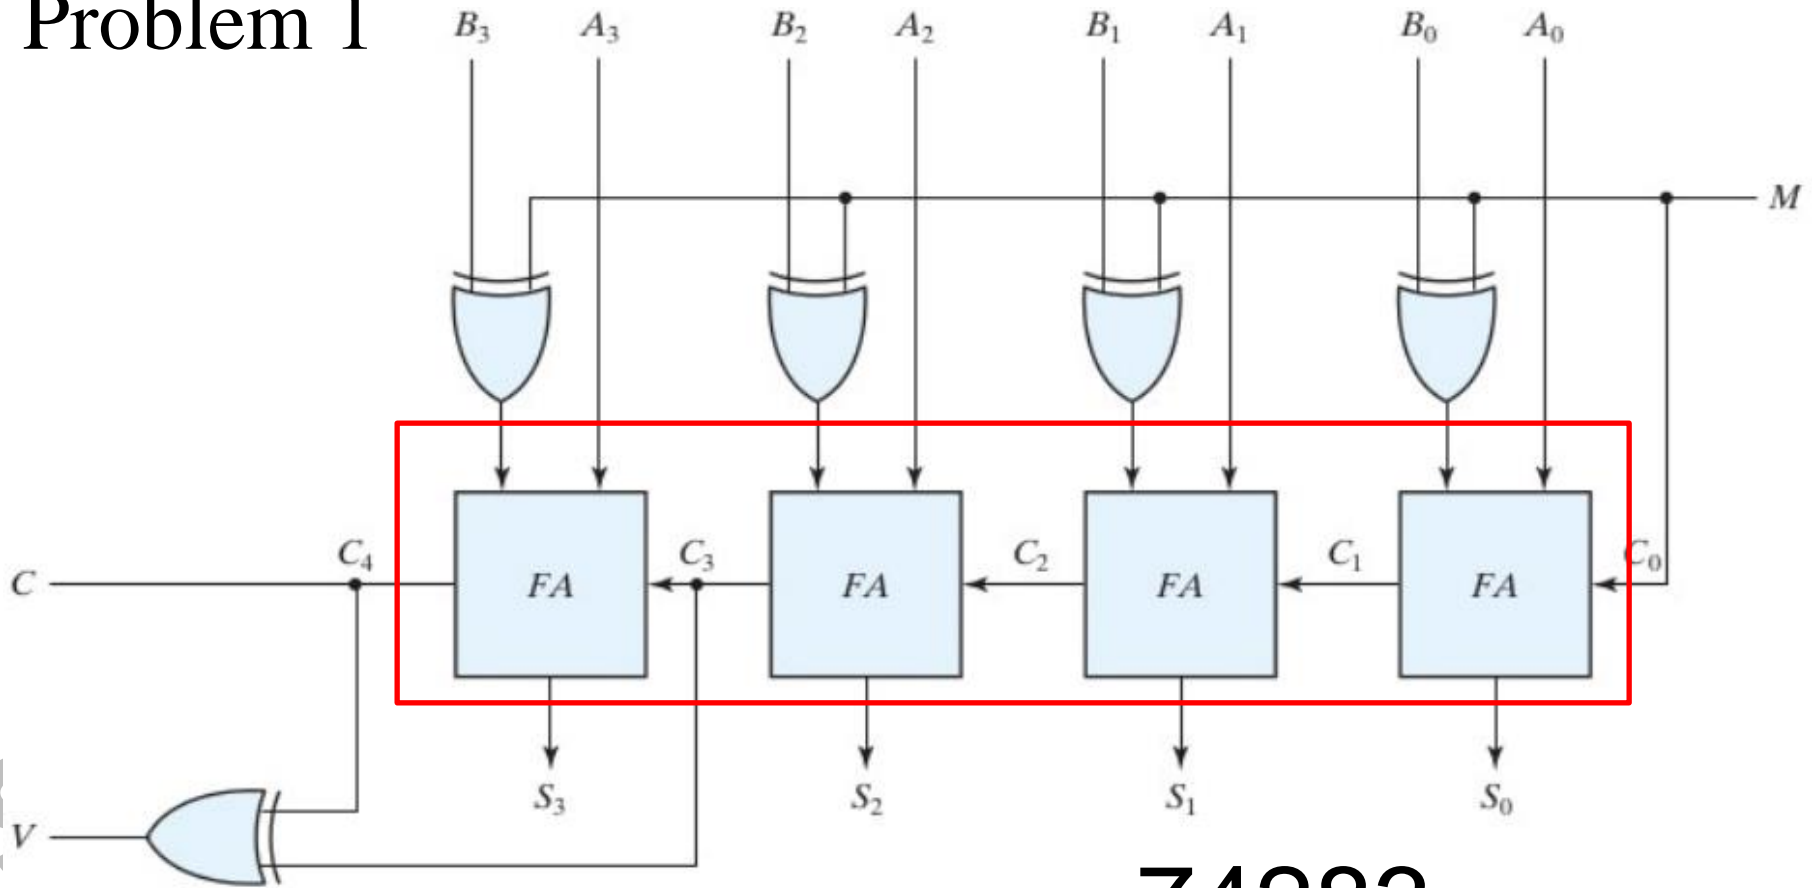 Problem 1
B₃ A₃ B₂ A₂ B₁ A₁ B₀ A₀
M
C C₄ FA C₃ FA C₂ FA C₁ FA C₀
S₃ S₂ S₁ S₀
V
74283